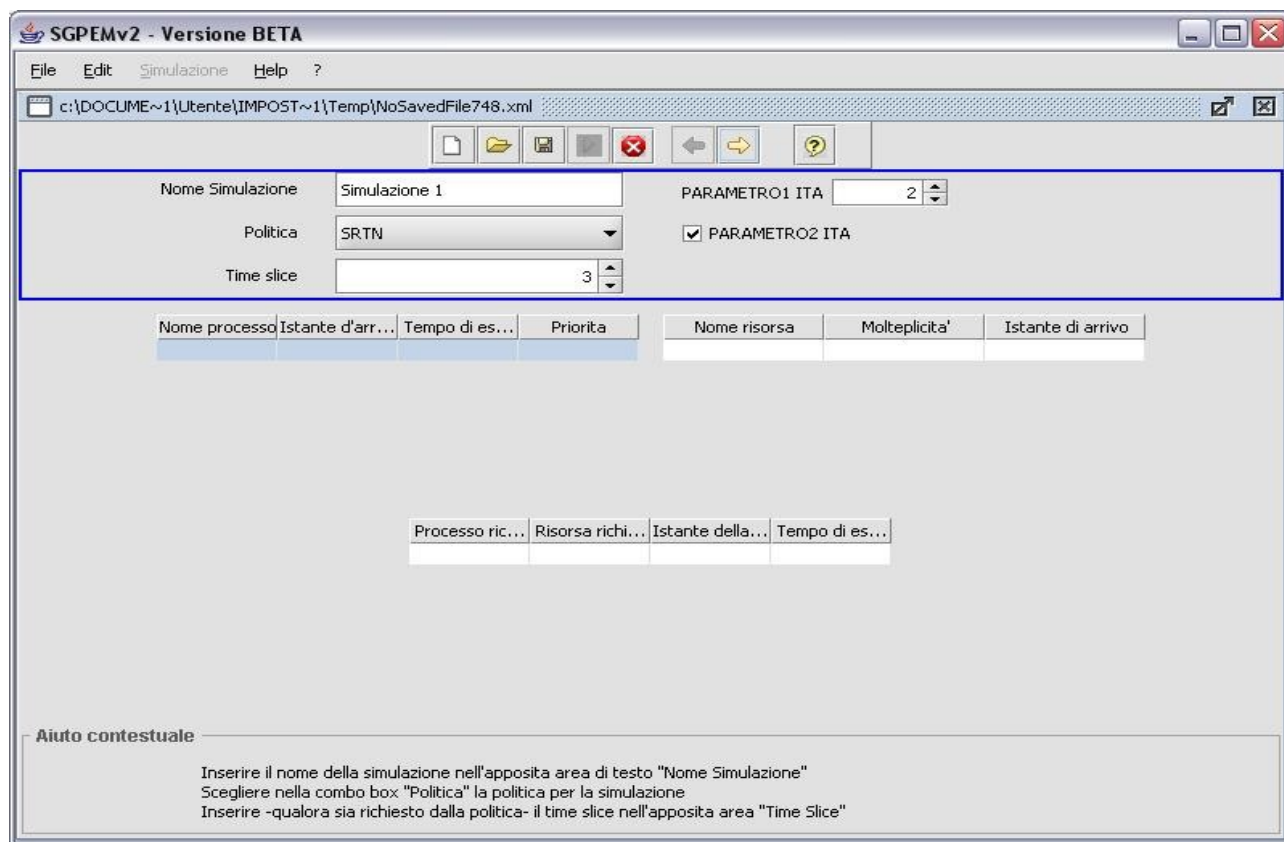 SGPEMv2 - Versione BETA
File Edit Simulazione Help ?
c:\DOCUME~1\Utente\IMPOST~1\Temp\NoSavedFile748.xml
Nome Simulazione Simulazione 1 PARAMETRO1 ITA 2
Politica SRTN PARAMETRO2 ITA
Time slice 3
Nome processo Istante d'arr... Tempo di es... Priorita Nome risorsa Molteplicita' Istante di arrivo
Processo ric... Risorsa richi... Istante della... Tempo di es...
Aiuto contestuale
Inserire il nome della simulazione nell'apposita area di testo "Nome Simulazione"
Scegliere nella combo box "Politica" la politica per la simulazione
Inserire -qualora sia richiesto dalla politica- il time slice nell'apposita area "Time Slice"